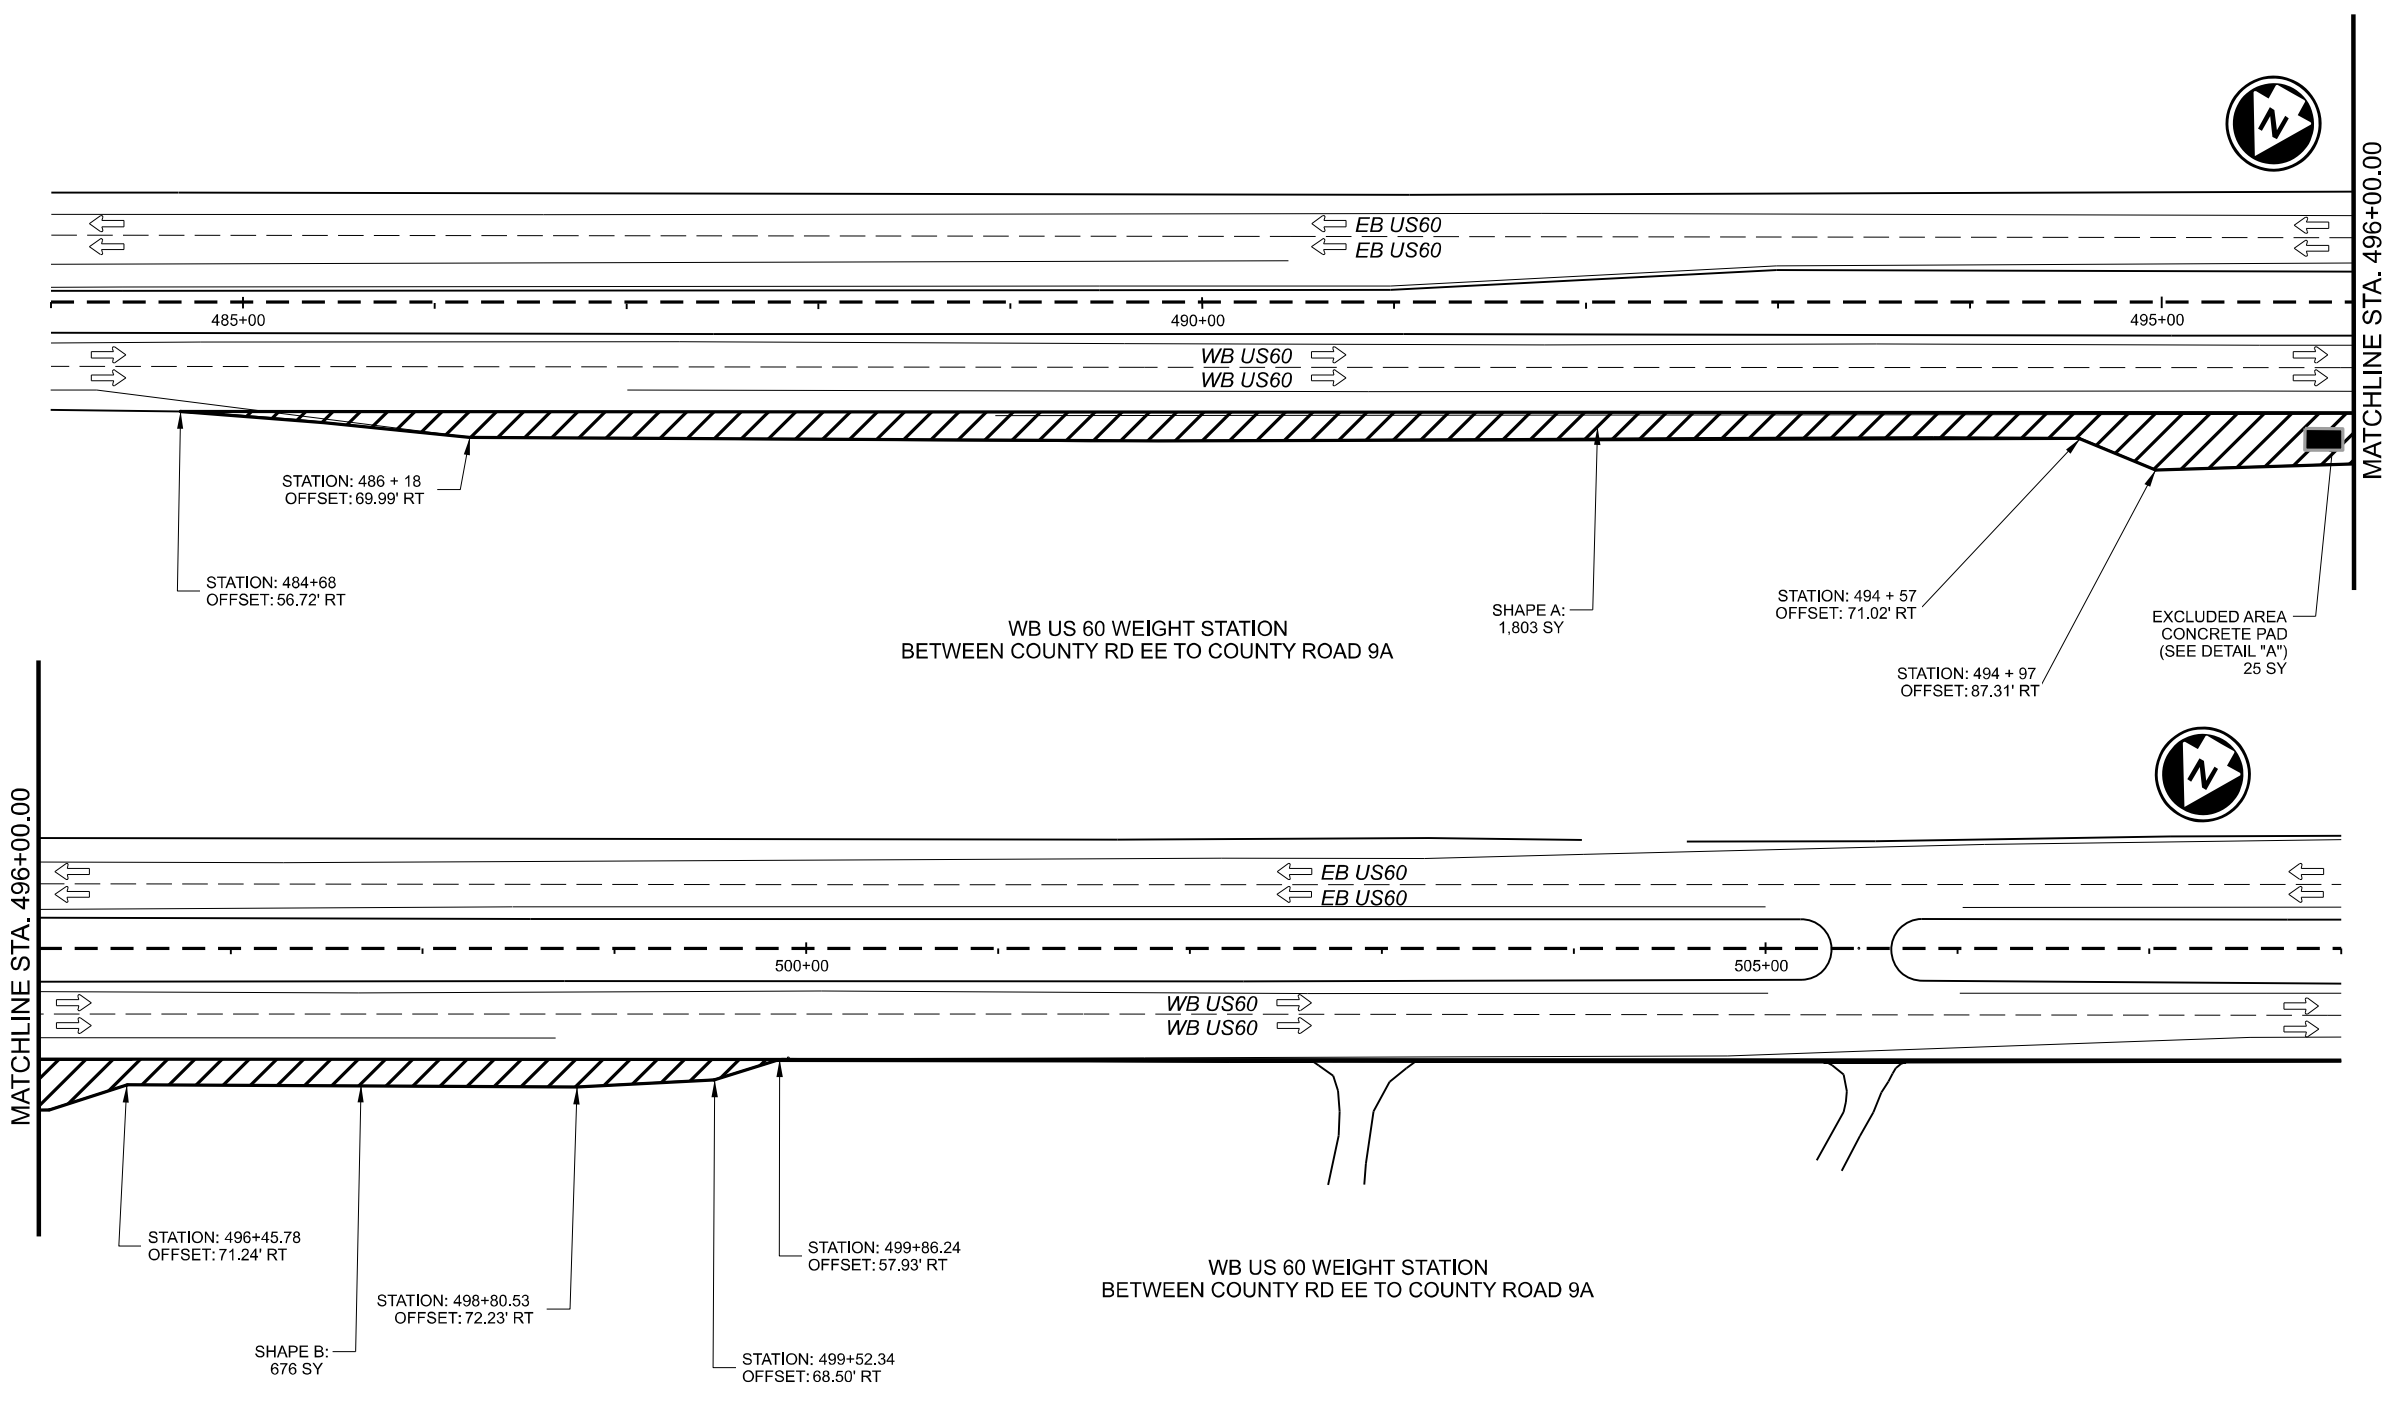 N
MATCHLINE STA. 496+00.00
EB US60
EB US60
485+00
490+00
495+00
WB US60
WB US60
STATION: 486 + 18
OFFSET: 69.99' RT
STATION: 484+68
OFFSET: 56.72' RT
SHAPE A:
1,803 SY
STATION: 494 + 57
OFFSET: 71.02' RT
STATION: 494 + 97
OFFSET: 87.31' RT
EXCLUDED AREA
CONCRETE PAD
(SEE DETAIL "A")
25 SY
WB US 60 WEIGHT STATION
BETWEEN COUNTY RD EE TO COUNTY ROAD 9A
N
MATCHLINE STA. 496+00.00
EB US60
EB US60
500+00
505+00
WB US60
WB US60
STATION: 496+45.78
OFFSET: 71.24' RT
STATION: 499+86.24
OFFSET: 57.93' RT
STATION: 498+80.53
OFFSET: 72.23' RT
SHAPE B:
676 SY
STATION: 499+52.34
OFFSET: 68.50' RT
WB US 60 WEIGHT STATION
BETWEEN COUNTY RD EE TO COUNTY ROAD 9A